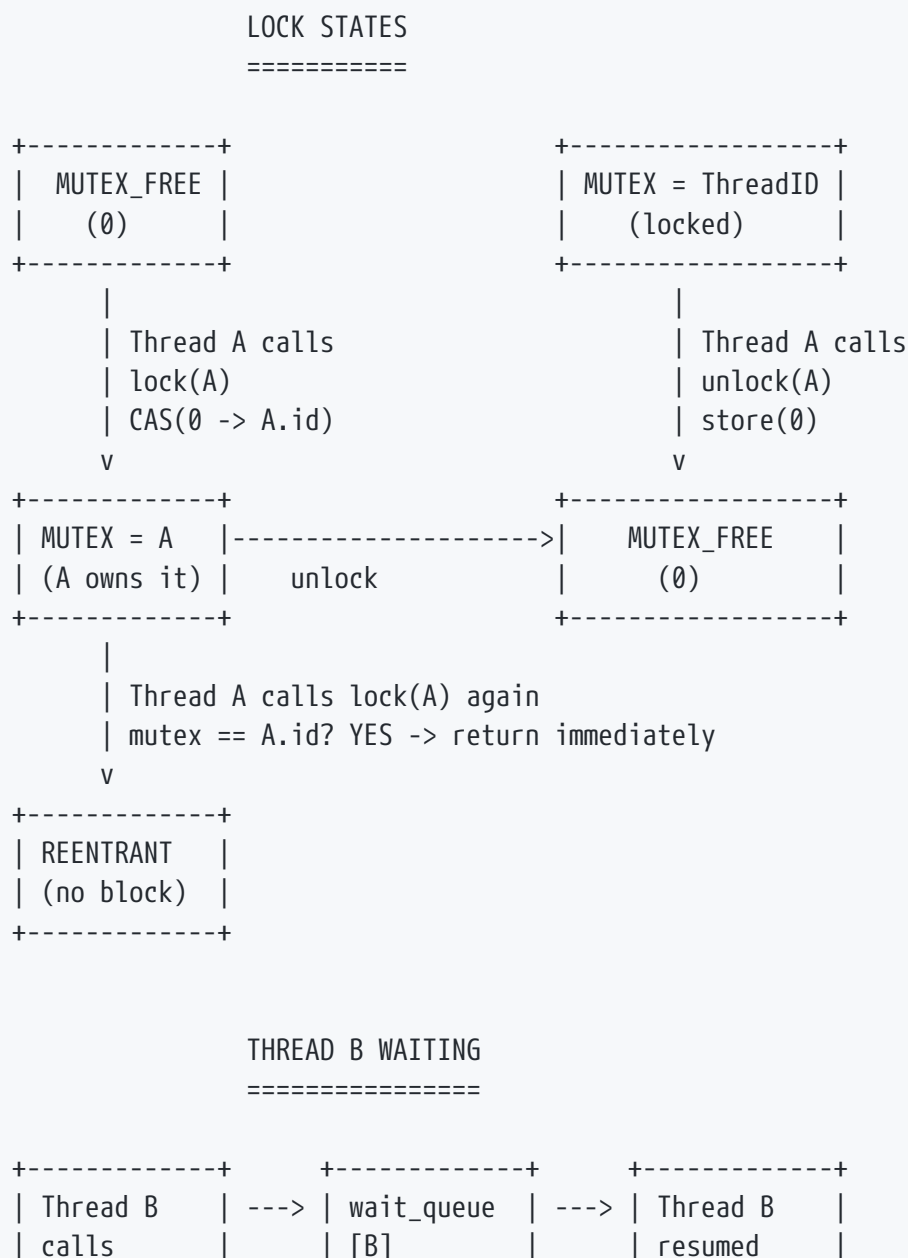 LOCK STATES
                ===========

+-------------+                      +------------------+
|  MUTEX_FREE |                      | MUTEX = ThreadID |
|    (0)      |                      |    (locked)      |
+-------------+                      +------------------+
      |                                      |
      | Thread A calls                       | Thread A calls
      | lock(A)                              | unlock(A)
      | CAS(0 -> A.id)                       | store(0)
      v                                      v
+-------------+                      +------------------+
| MUTEX = A   |--------------------->|    MUTEX_FREE    |
| (A owns it) |    unlock            |      (0)         |
+-------------+                      +------------------+
      |
      | Thread A calls lock(A) again
      | mutex == A.id? YES -> return immediately
      v
+-------------+
| REENTRANT   |
| (no block)  |
+-------------+

                THREAD B WAITING
                ================

+-------------+      +-------------+      +-------------+
| Thread B    | ---> | wait_queue  | ---> | Thread B    |
| calls       |      | [B]         |      | resumed     |